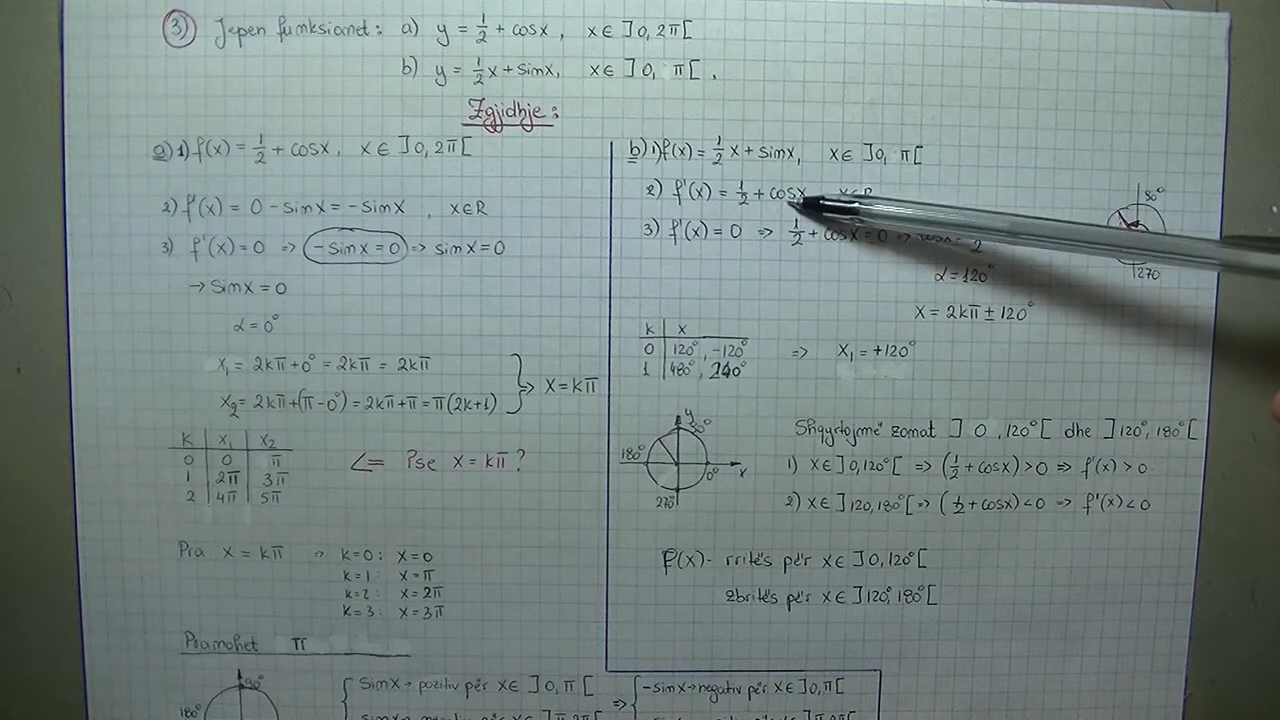 3) Jepen funksionet: a) y = 1/2 + cosx, x∈ ]0, 2π[
b) y = 1/2 x + sinx, x∈ ]0, π[.
Zgjidhje:
a) 1) f(x) = 1/2 + cosx, x∈ ]0, 2π[
2) f'(x) = 0 - sinx = -sinx, x∈R
3) f'(x) = 0 => (-sinx = 0) => sinx = 0
→ sinx = 0
α = 0°
x₁ = 2kπ + 0° = 2kπ = 2kπ
x₂ = 2kπ + (π - 0°) = 2kπ + π = π(2k+1)
=> x = kπ
k | x₁ | x₂
0 | 0 | π
1 | 2π | 3π
2 | 4π | 5π
<= Pse x = kπ?
Pra x = kπ => k=0: x=0
k=1: x=π
k=2: x=2π
k=3: x=3π
Pranohet π
90°
180°
sinx → pozitiv për x∈ ]0, π[ => -sinx → negativ për x∈ ]0, π[
b) 1) f(x) = 1/2 x + sinx, x∈ ]0, π[
2) f'(x) = 1/2 + cosx
3) f'(x) = 0 => 1/2 + cosx = 0 =>
α = 120°
x = 2kπ ± 120°
270
k | x
0 | 120°, -120°
1 | 480°, 240°
=> x₁ = +120°
y
180°
0°
x
270°
Shqyrtojmë zonat ]0, 120°[ dhe ]120°, 180°[
1) x∈ ]0, 120°[ => (1/2 + cosx) > 0 => f'(x) > 0
2) x∈ ]120, 180°[ => (1/2 + cosx) < 0 => f'(x) < 0
f(x) - rritës për x∈ ]0, 120°[
zbritës për x∈ ]120°, 180°[